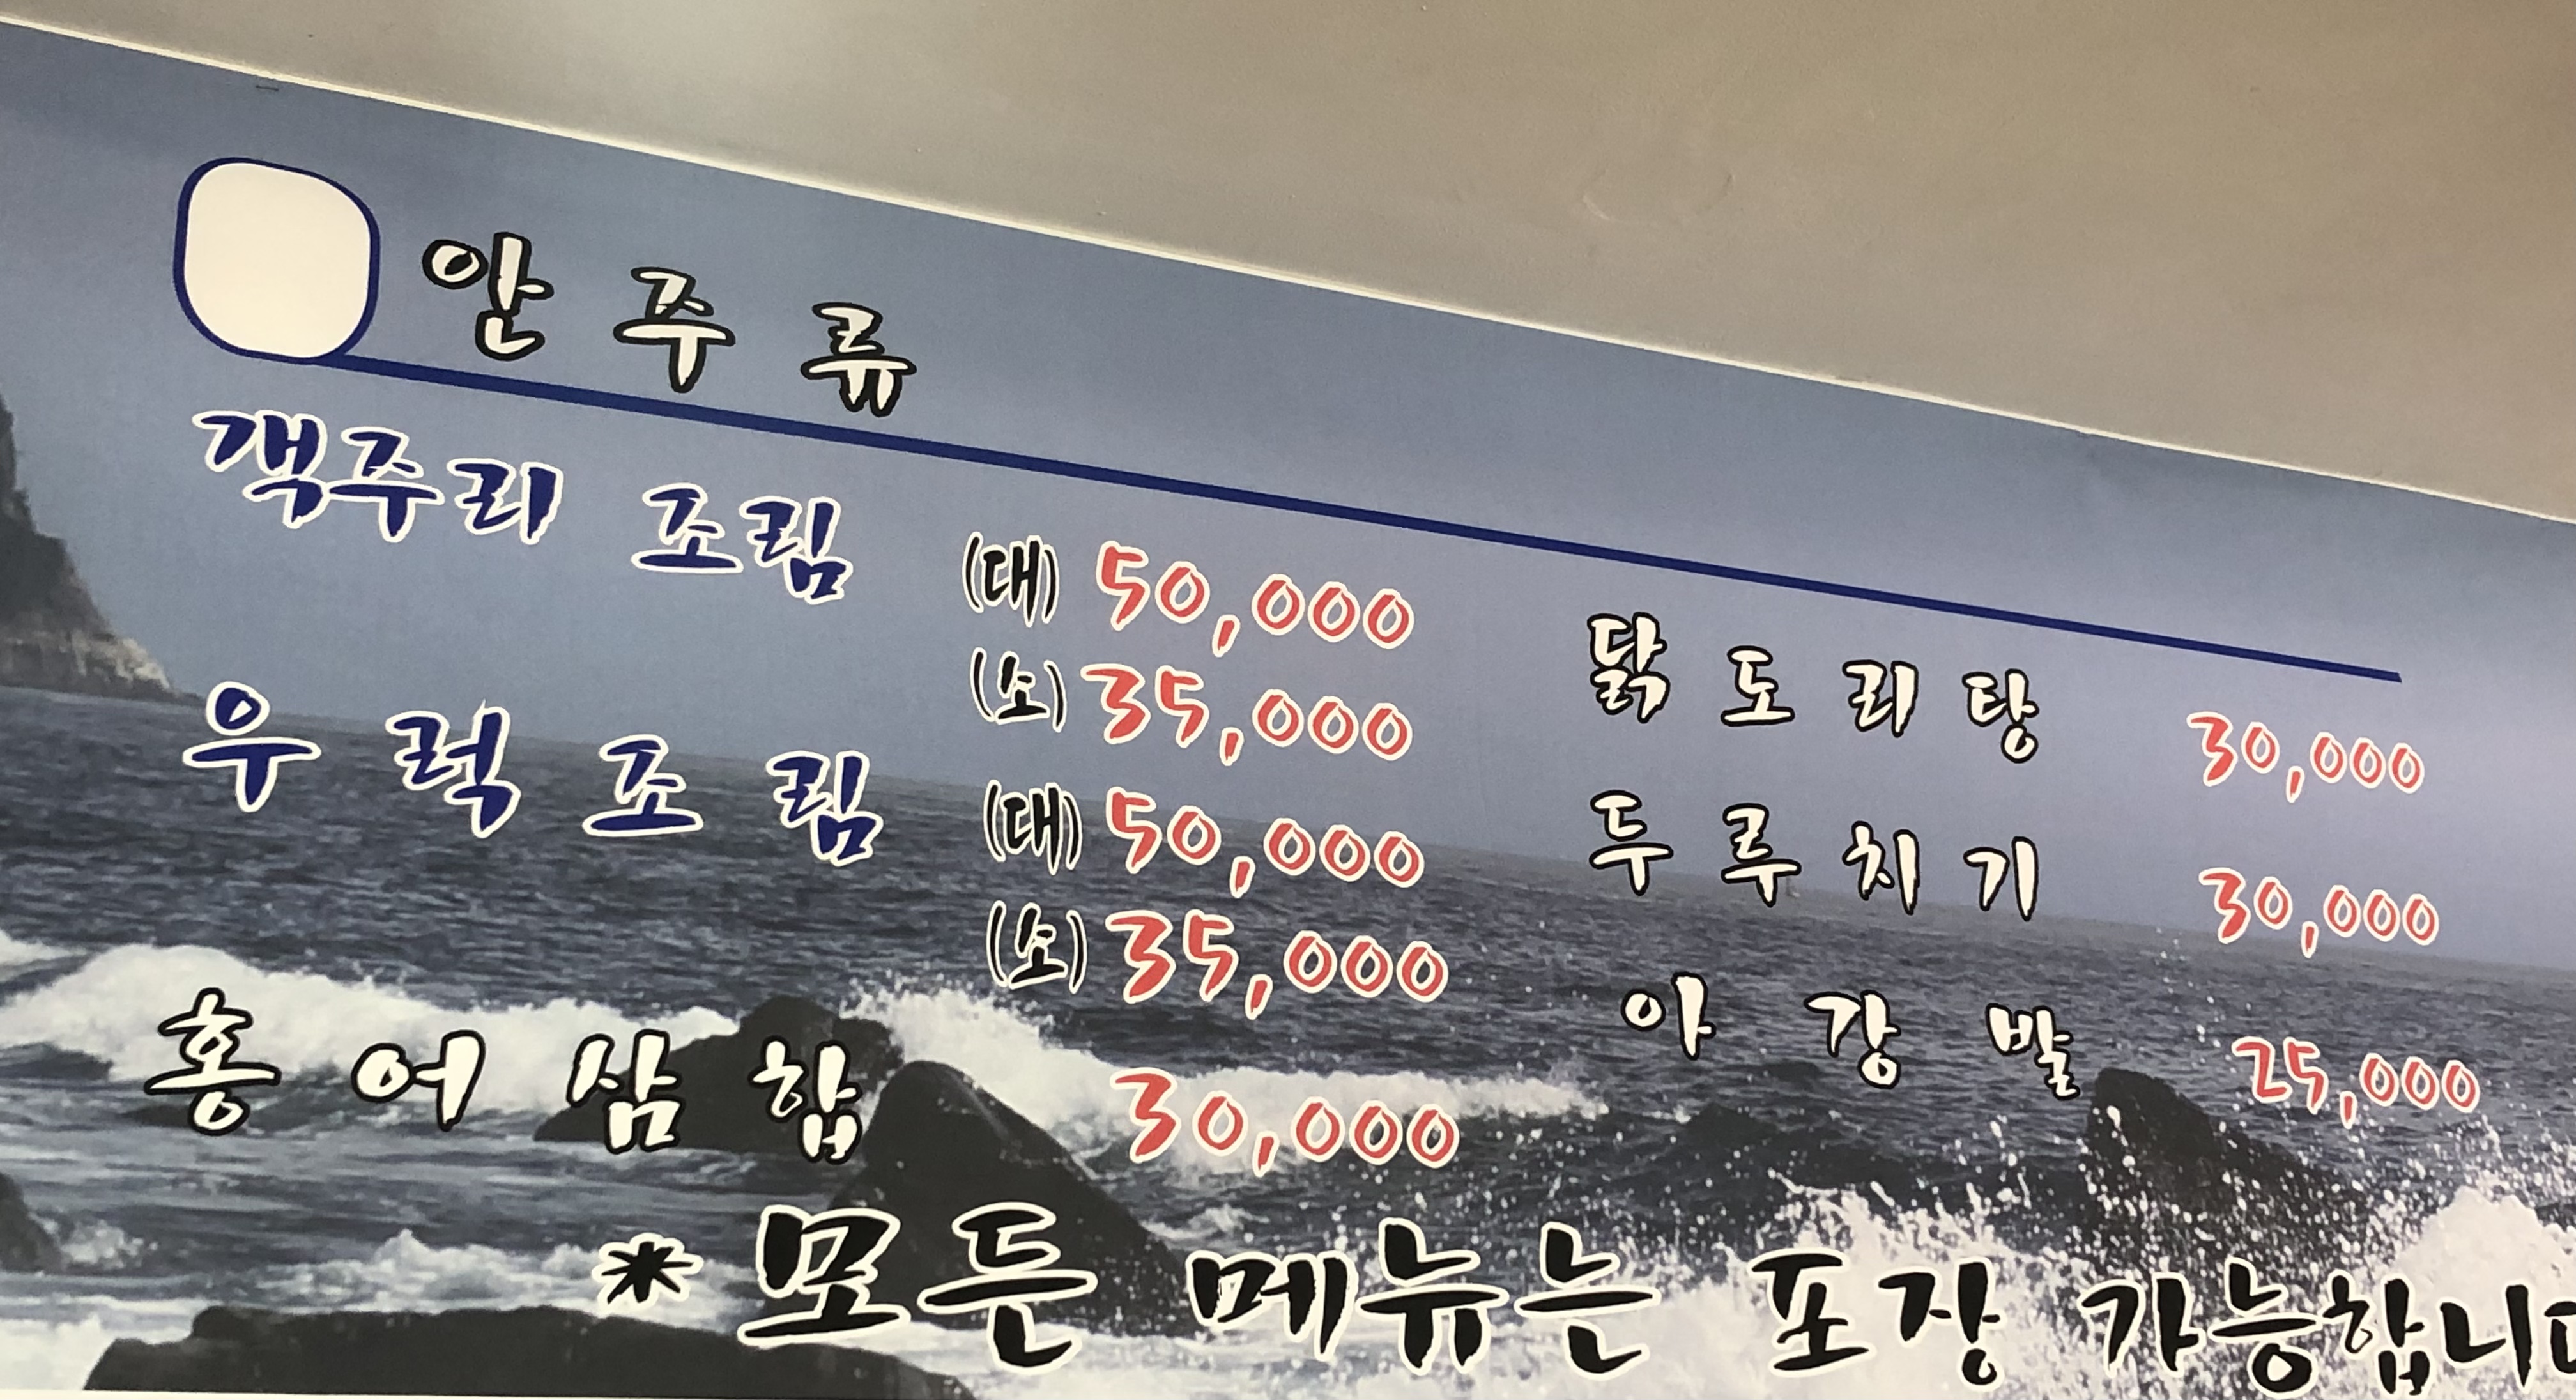 안주류
객주리 조림 (대) 50,000
(소) 35,000
우럭조림 (대) 50,000
(소) 35,000
홍어삼합 30,000
닭도리탕 30,000
두루치기 30,000
아강발 25,000
* 모든 메뉴는 포장 가능합니